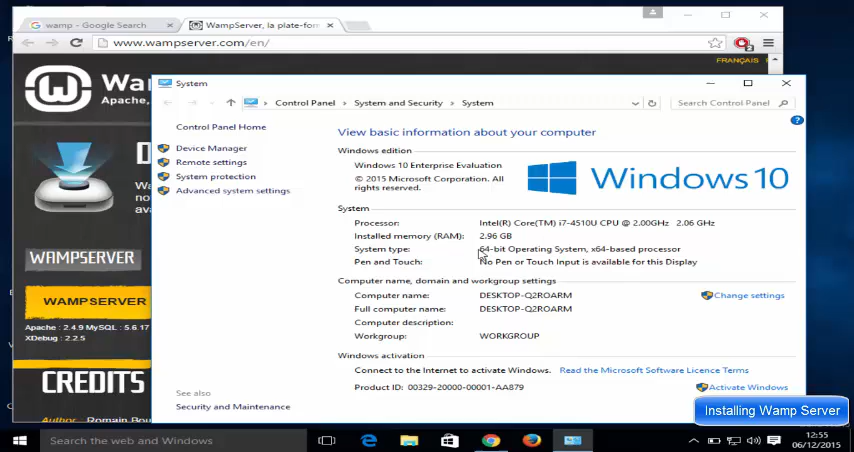 wamp - Google Search
WampServer, la plate-for
www.wampserver.com/en/
2
FRANÇAIS
Wa
Apache,
System
Control Panel > System and Security > System
Search Control Panel
Control Panel Home
Device Manager
Remote settings
System protection
Advanced system settings
View basic information about your computer
Windows edition
Windows 10 Enterprise Evaluation
© 2015 Microsoft Corporation. All
rights reserved.
Windows 10
System
Processor: Intel(R) Core(TM) i7-4510U CPU @ 2.00GHz 2.06 GHz
Installed memory (RAM): 2.96 GB
System type: 64-bit Operating System, x64-based processor
Pen and Touch: No Pen or Touch Input is available for this Display
Computer name, domain and workgroup settings
Computer name: DESKTOP-Q2ROARM
Change settings
Full computer name: DESKTOP-Q2ROARM
Computer description:
Workgroup: WORKGROUP
Windows activation
Connect to the Internet to activate Windows. Read the Microsoft Software Licence Terms
Product ID: 00329-20000-00001-AA879
Activate Windows
See also
Security and Maintenance
D
Wa
no
ava
WAMPSERVER
WAMPSERVER
Apache : 2.4.9 MySQL : 5.6.17
XDebug : 2.2.5
CREDITS
Author : Romain Bou
Installing Wamp Server
Search the web and Windows
12:55
06/12/2015